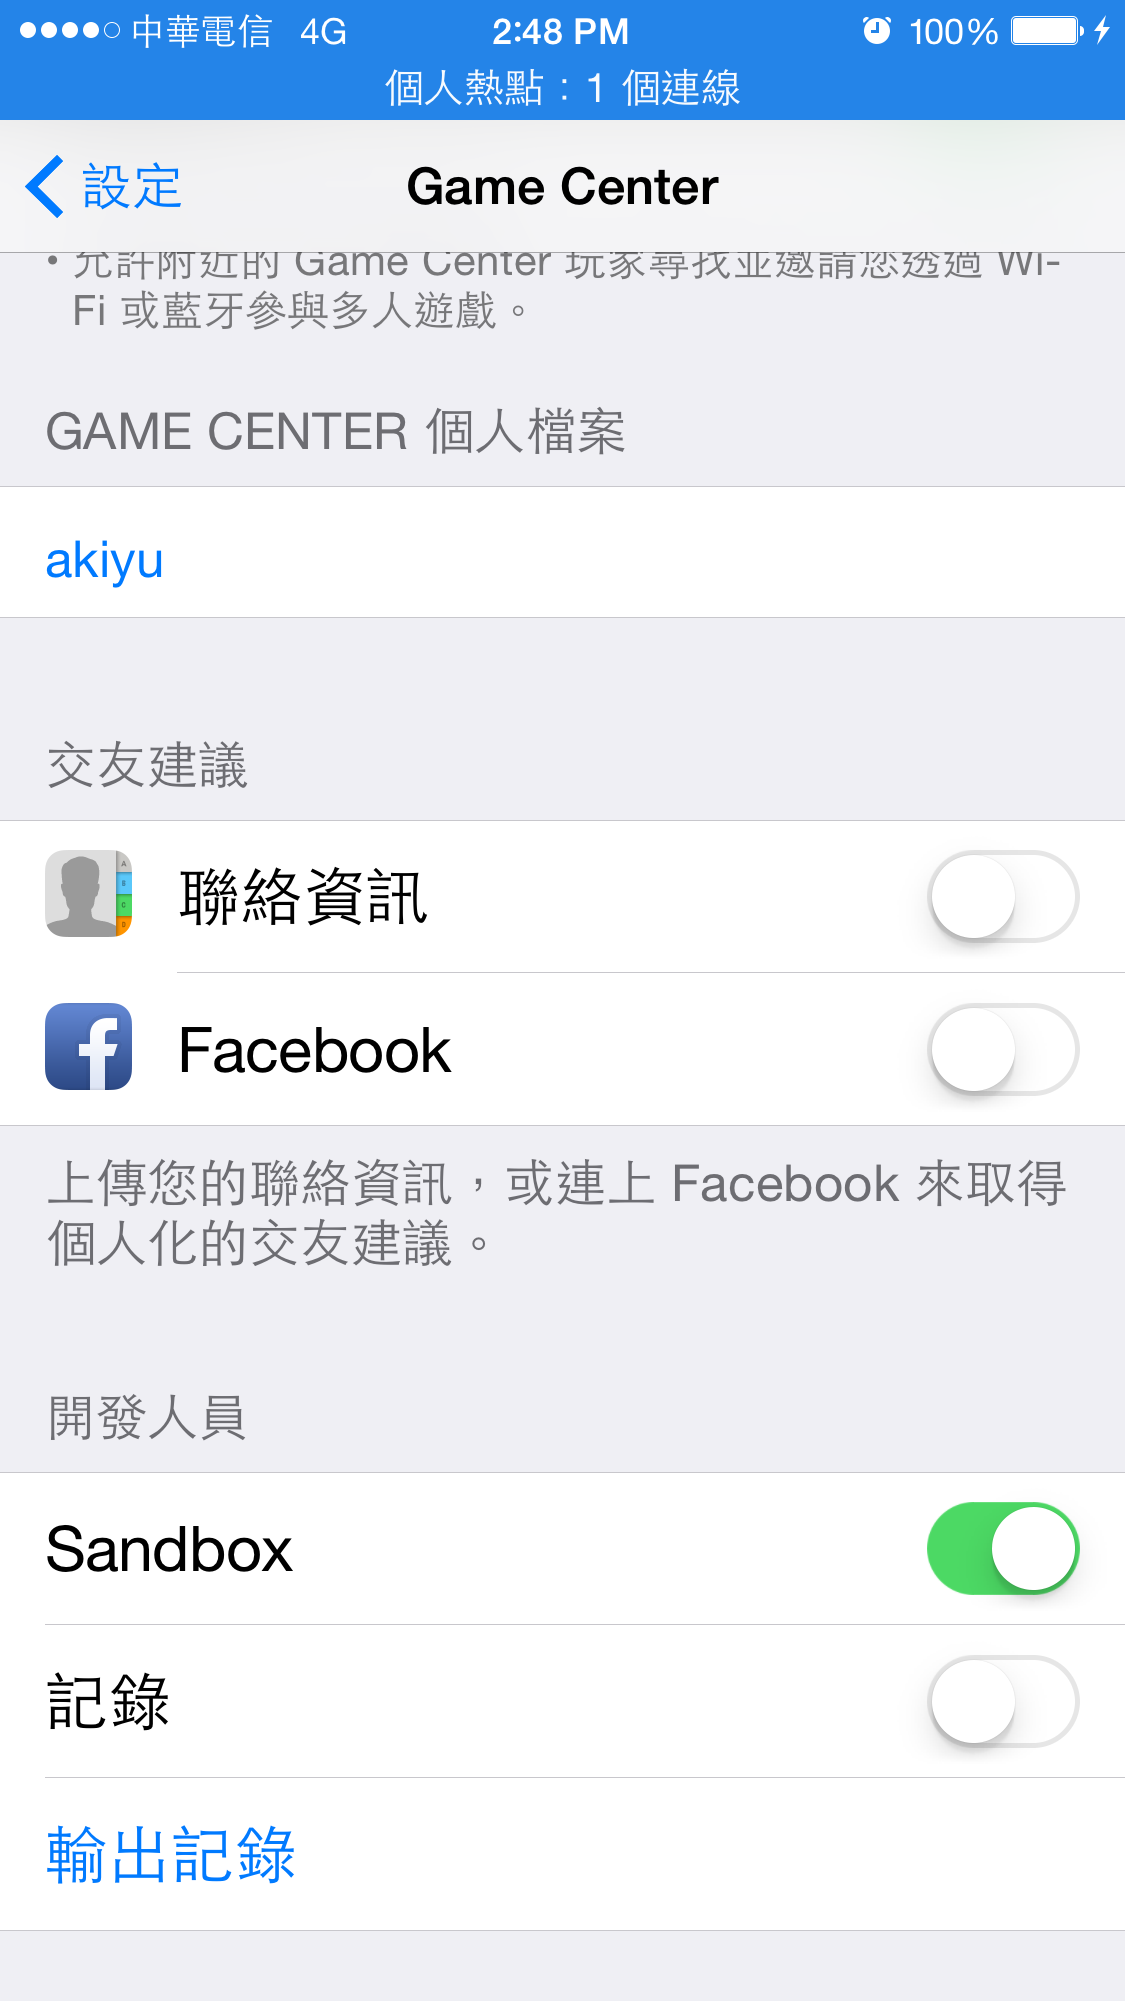 中華電信 4G 2:48 PM 100%
個人熱點：1 個連線
設定 Game Center
• 允許附近的 Game Center 玩家尋找並邀請您透過 Wi-
Fi 或藍牙參與多人遊戲。
GAME CENTER 個人檔案
akiyu
交友建議
聯絡資訊
Facebook
上傳您的聯絡資訊，或連上 Facebook 來取得
個人化的交友建議。
開發人員
Sandbox
記錄
輸出記錄